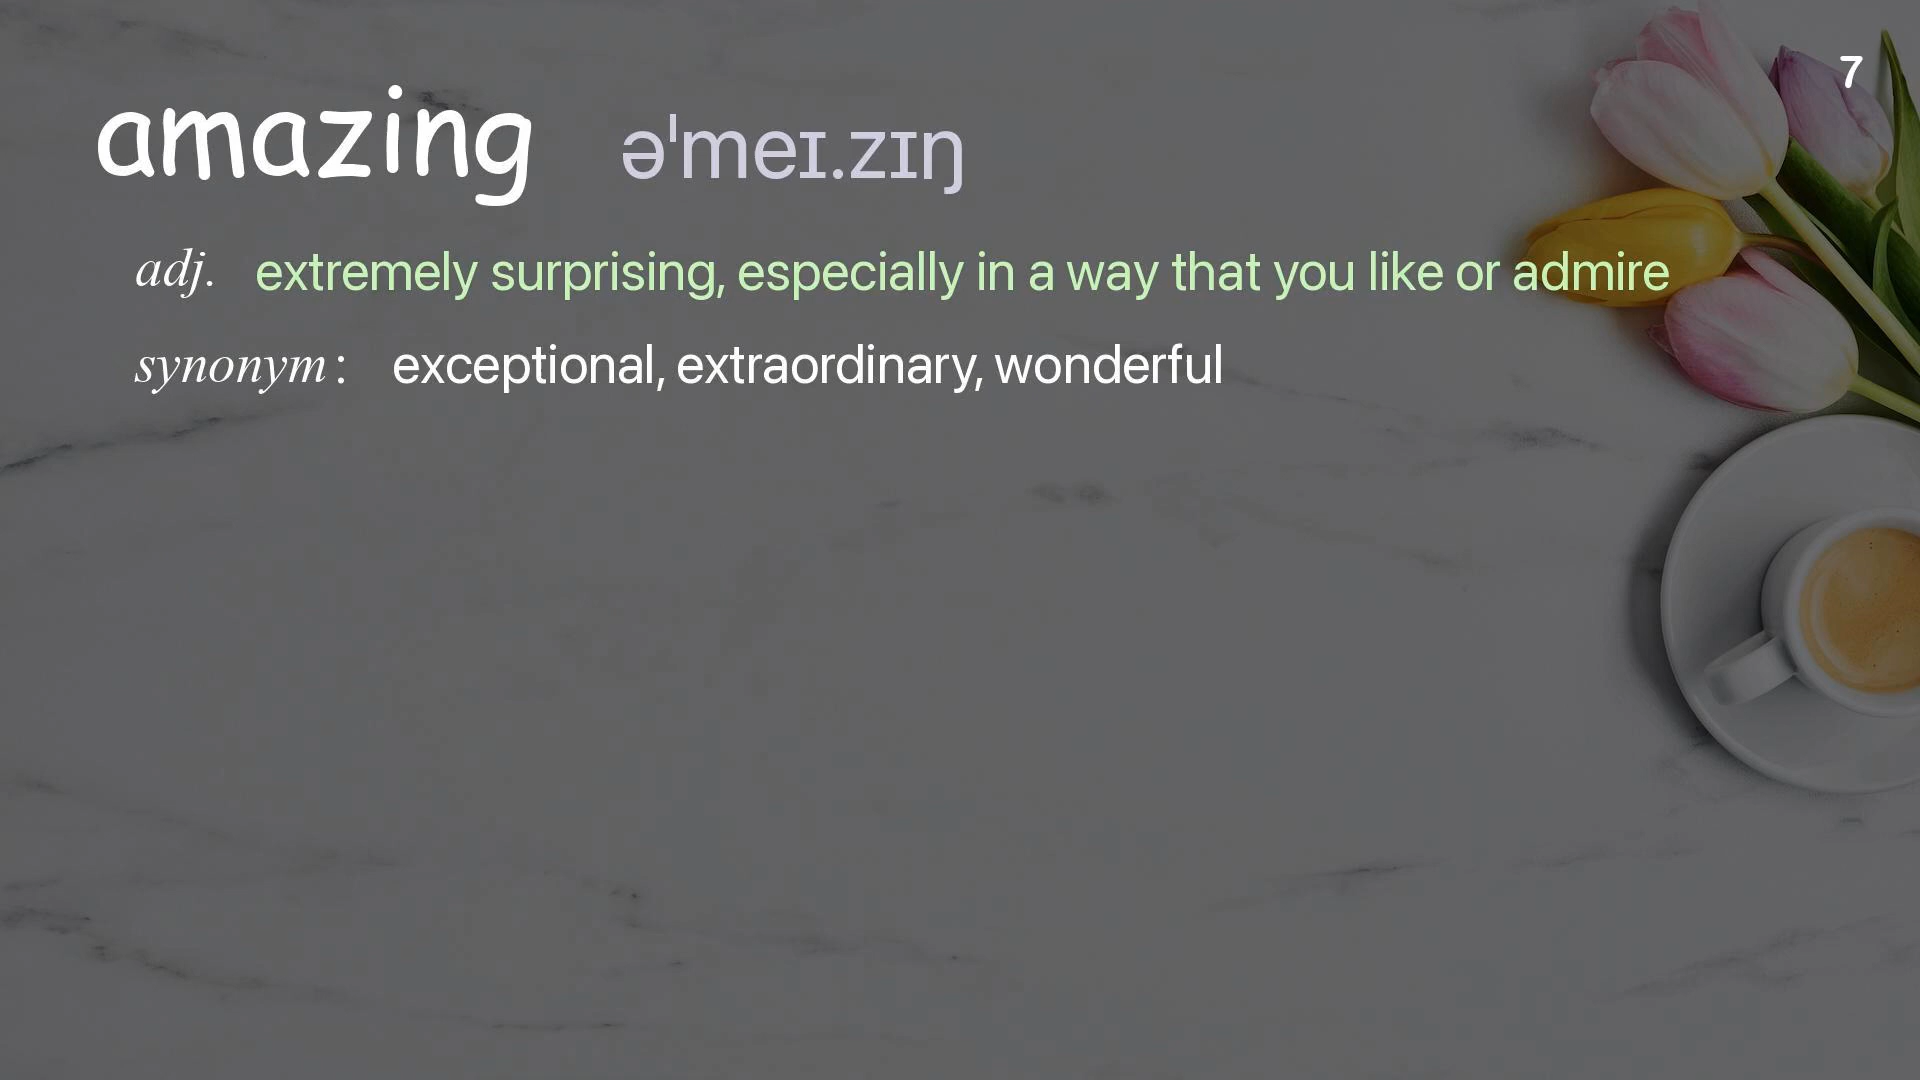 7
amazing əˈmeɪ.zɪŋ
adj. extremely surprising, especially in a way that you like or admire
synonym : exceptional, extraordinary, wonderful